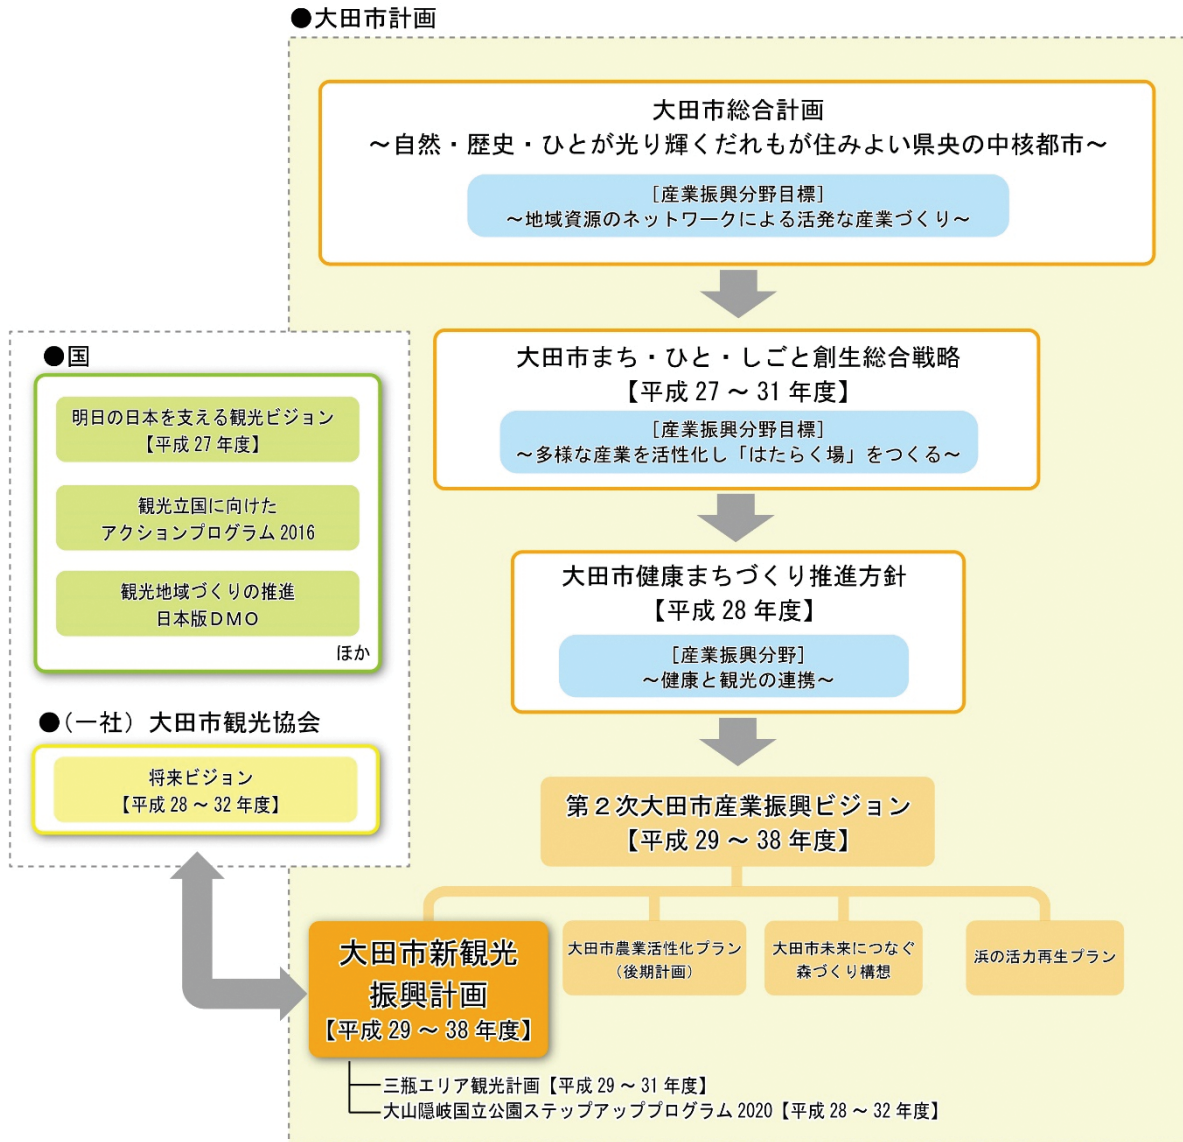 ●大田市計画
大田市総合計画
～自然・歴史・ひとが光り輝くだれもが住みよい県央の中核都市～
[産業振興分野目標]
～地域資源のネットワークによる活発な産業づくり～
大田市まち・ひと・しごと創生総合戦略
【平成 27 ～ 31 年度】
[産業振興分野目標]
～多様な産業を活性化し「はたらく場」をつくる～
大田市健康まちづくり推進方針
【平成 28 年度】
[産業振興分野]
～健康と観光の連携～
第２次大田市産業振興ビジョン
【平成 29 ～ 38 年度】
●国
明日の日本を支える観光ビジョン
【平成 27 年度】
観光立国に向けた
アクションプログラム 2016
観光地域づくりの推進
日本版ＤＭＯ
ほか
●（一社）大田市観光協会
将来ビジョン
【平成 28 ～ 32 年度】
大田市新観光
振興計画
【平成 29 ～ 38 年度】
大田市農業活性化プラン
（後期計画）
大田市未来につなぐ
森づくり構想
浜の活力再生プラン
三瓶エリア観光計画【平成 29 ～ 31 年度】
大山隠岐国立公園ステップアッププログラム 2020【平成 28 ～ 32 年度】